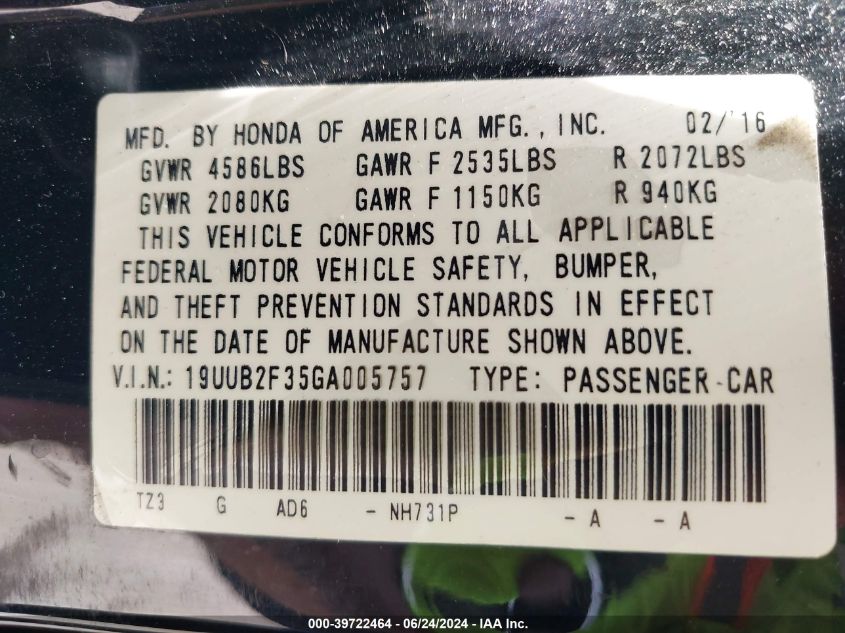 MFD. BY HONDA OF AMERICA MFG., INC. 02/'16
GVWR 4586LBS GAWR F 2535LBS R 2072LBS
GVWR 2080KG GAWR F 1150KG R 940KG
THIS VEHICLE CONFORMS TO ALL APPLICABLE
FEDERAL MOTOR VEHICLE SAFETY, BUMPER,
AND THEFT PREVENTION STANDARDS IN EFFECT
ON THE DATE OF MANUFACTURE SHOWN ABOVE.
V.I.N.: 19UUB2F35GA005757 TYPE: PASSENGER-CAR
TZ3 G AD6 - NH731P - A - A
000-39722464 - 06/24/2024 - IAA Inc.